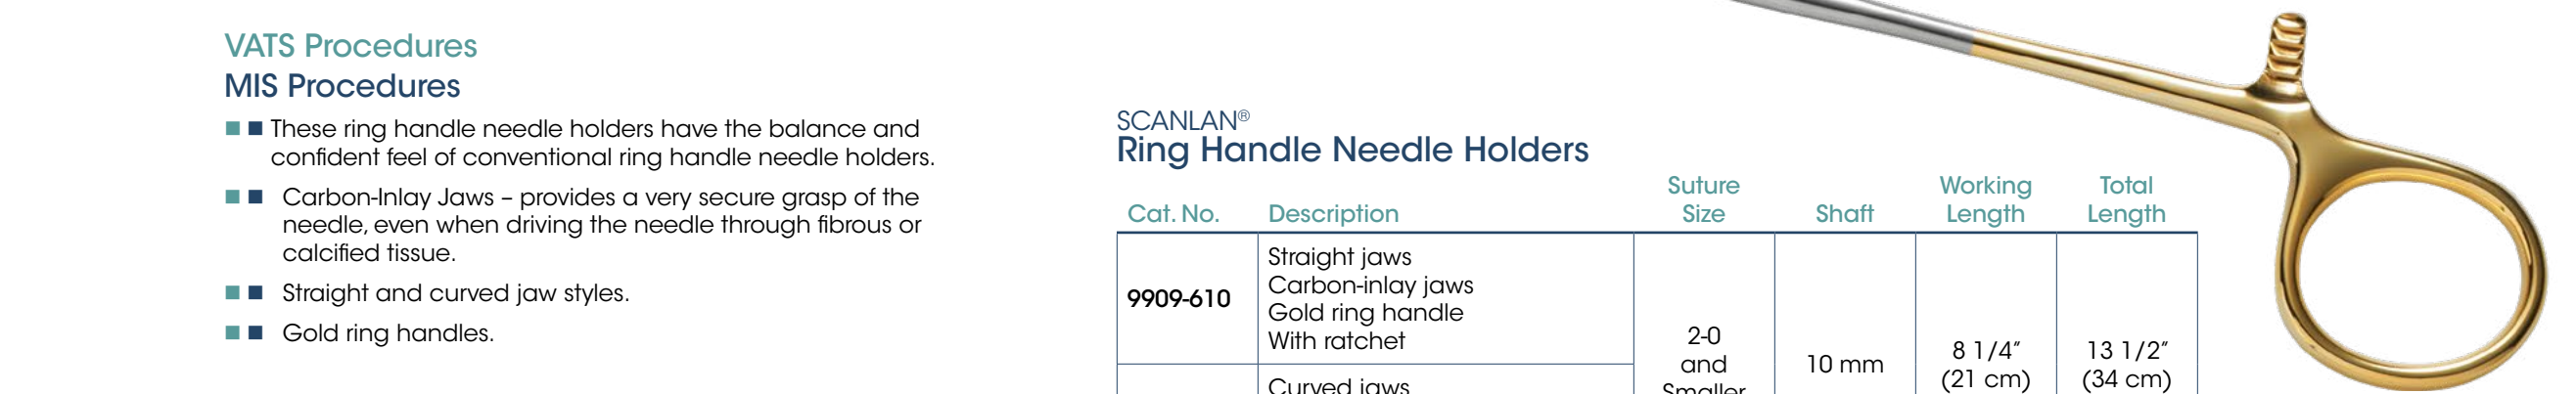 VATS Procedures
MIS Procedures
These ring handle needle holders have the balance and
confident feel of conventional ring handle needle holders.
Carbon-Inlay Jaws – provides a very secure grasp of the
needle, even when driving the needle through fibrous or
calcified tissue.
Straight and curved jaw styles.
Gold ring handles.
SCANLAN®
Ring Handle Needle Holders
Cat. No.
Description
Suture
Size
Shaft
Working
Length
Total
Length
9909-610
Straight jaws
Carbon-inlay jaws
Gold ring handle
With ratchet
Curved jaws
2-0
and
Smaller
10 mm
8 1/4″
(21 cm)
13 1/2″
(34 cm)